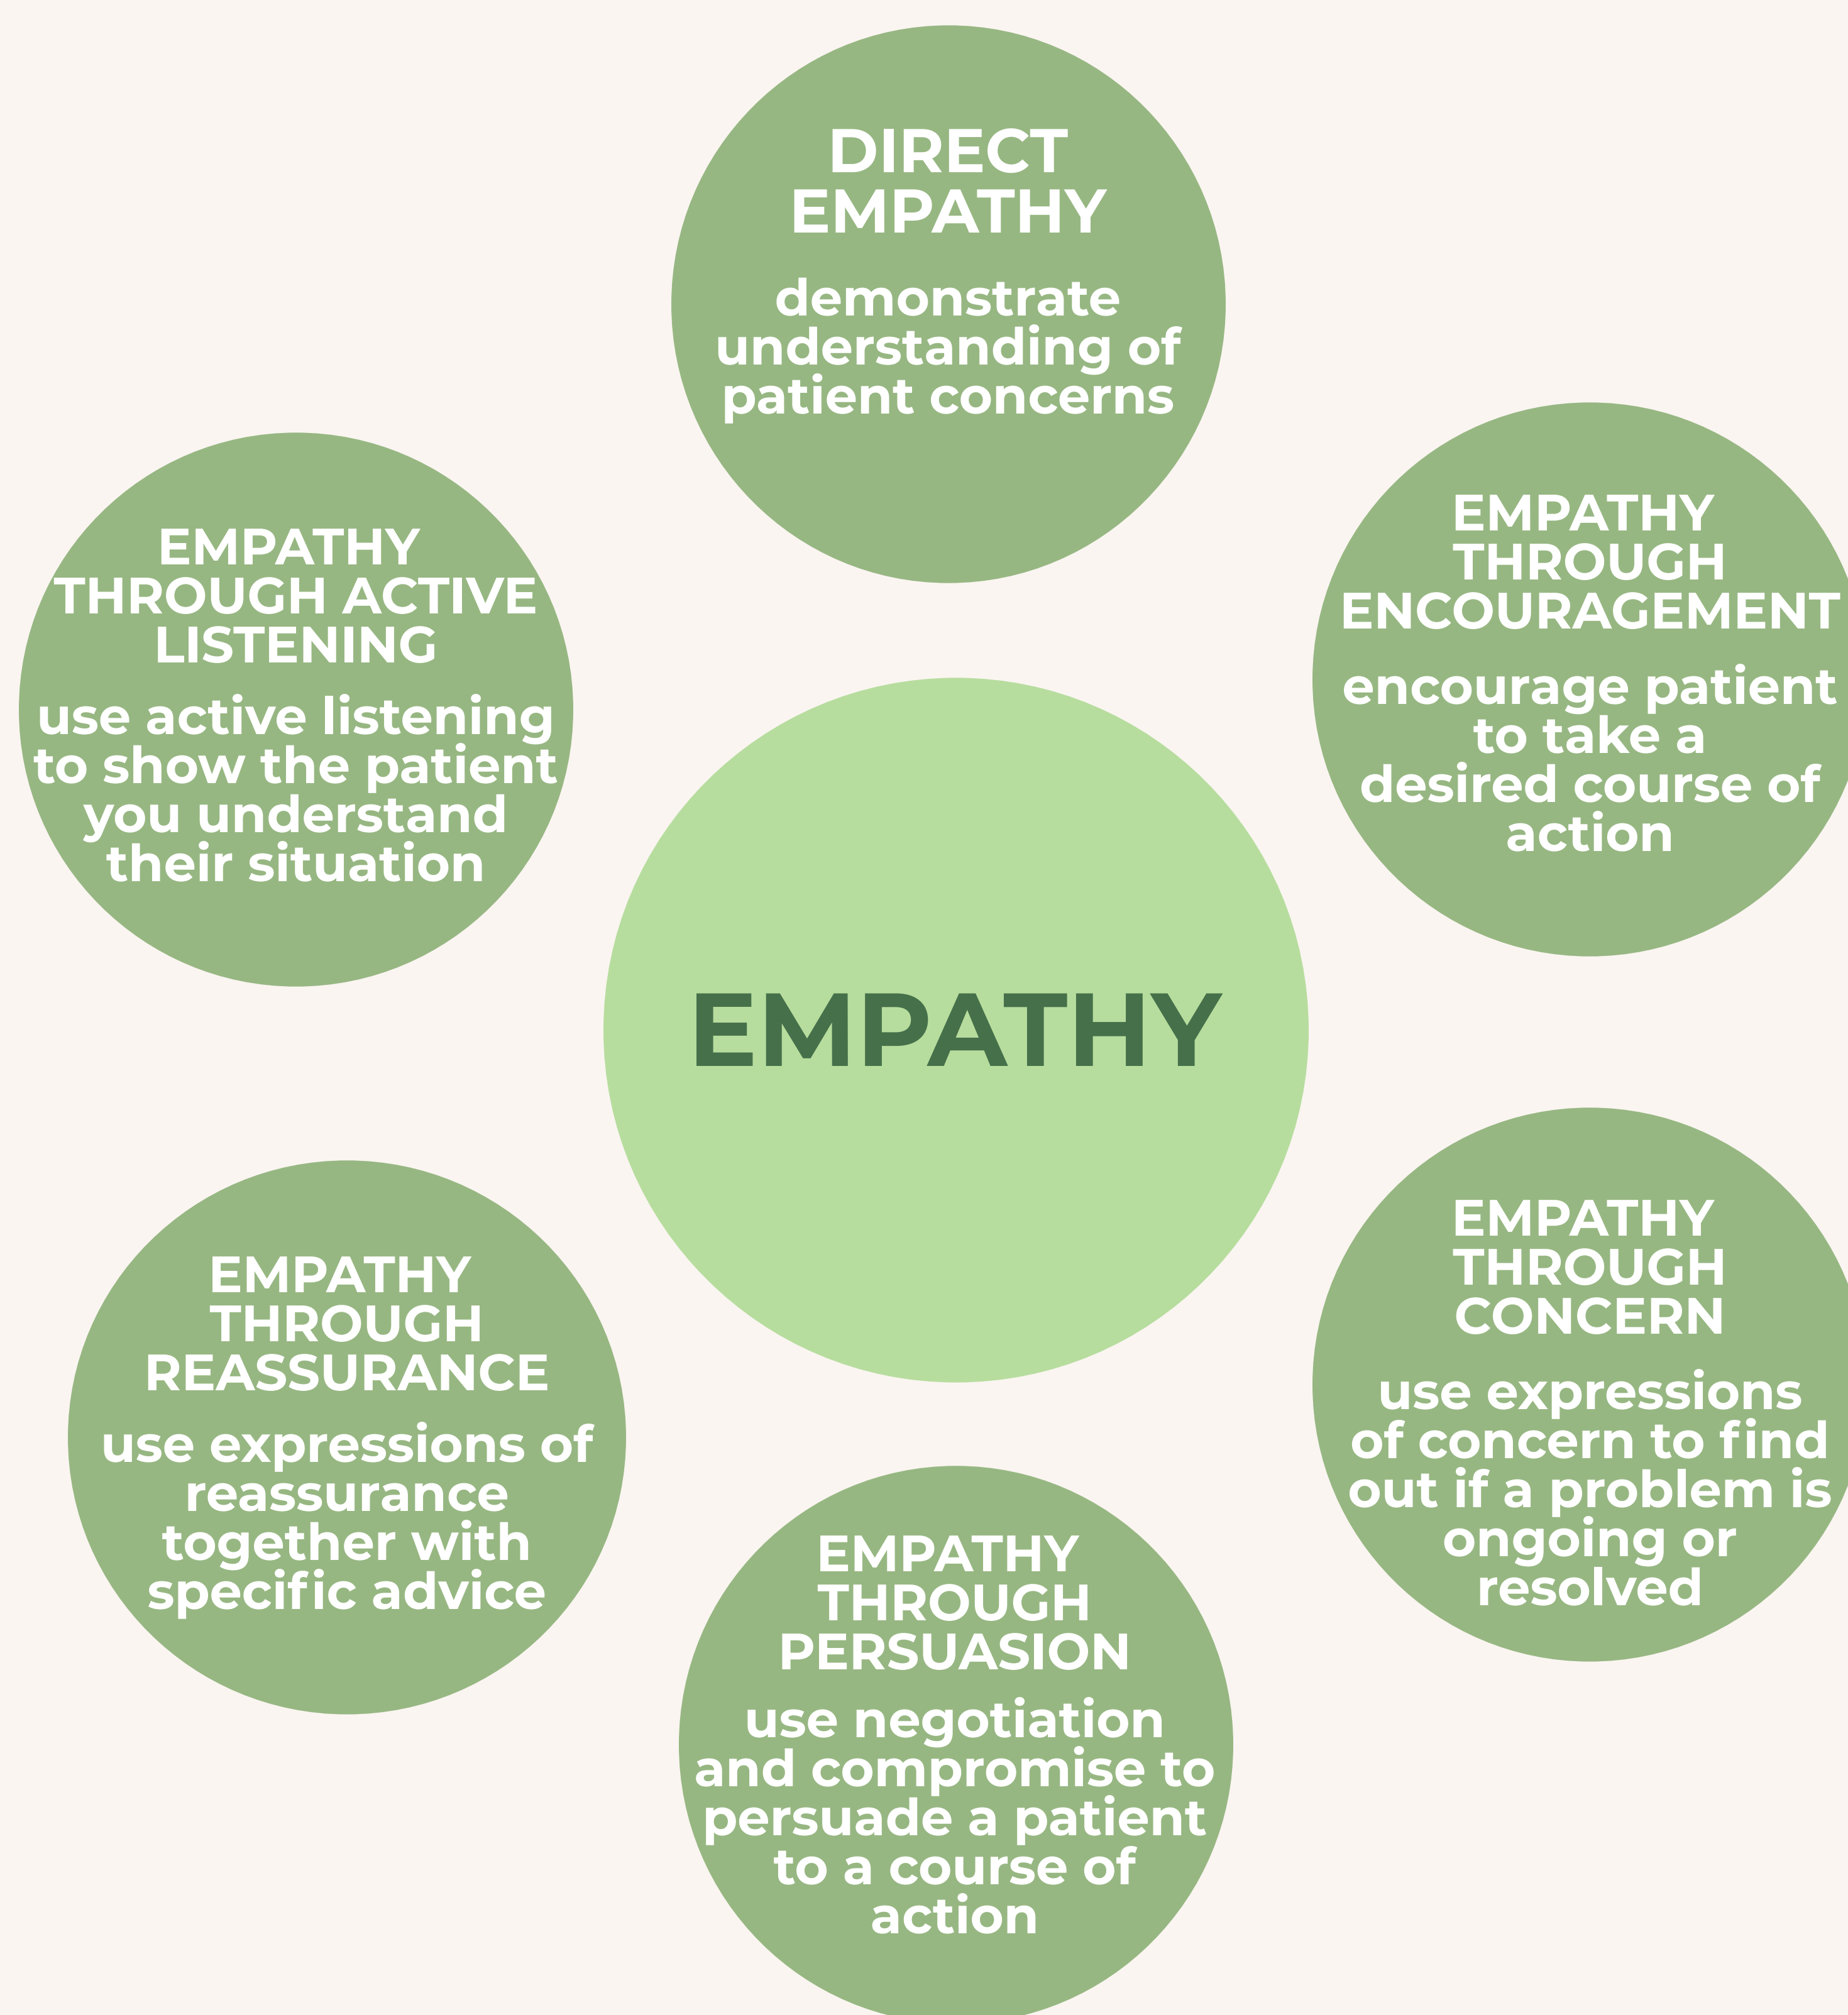 DIRECT
EMPATHY
demonstrate
understanding of
patient concerns
EMPATHY
THROUGH
ENCOURAGEMENT
encourage patient
to take a
desired course of
action
EMPATHY
THROUGH ACTIVE
LISTENING
use active listening
to show the patient
you understand
their situation
EMPATHY
EMPATHY
THROUGH
CONCERN
use expressions
of concern to find
out if a problem is
ongoing or
resolved
EMPATHY
THROUGH
REASSURANCE
use expressions of
reassurance
together with
specific advice
EMPATHY
THROUGH
PERSUASION
use negotiation
and compromise to
persuade a patient
to a course of
action